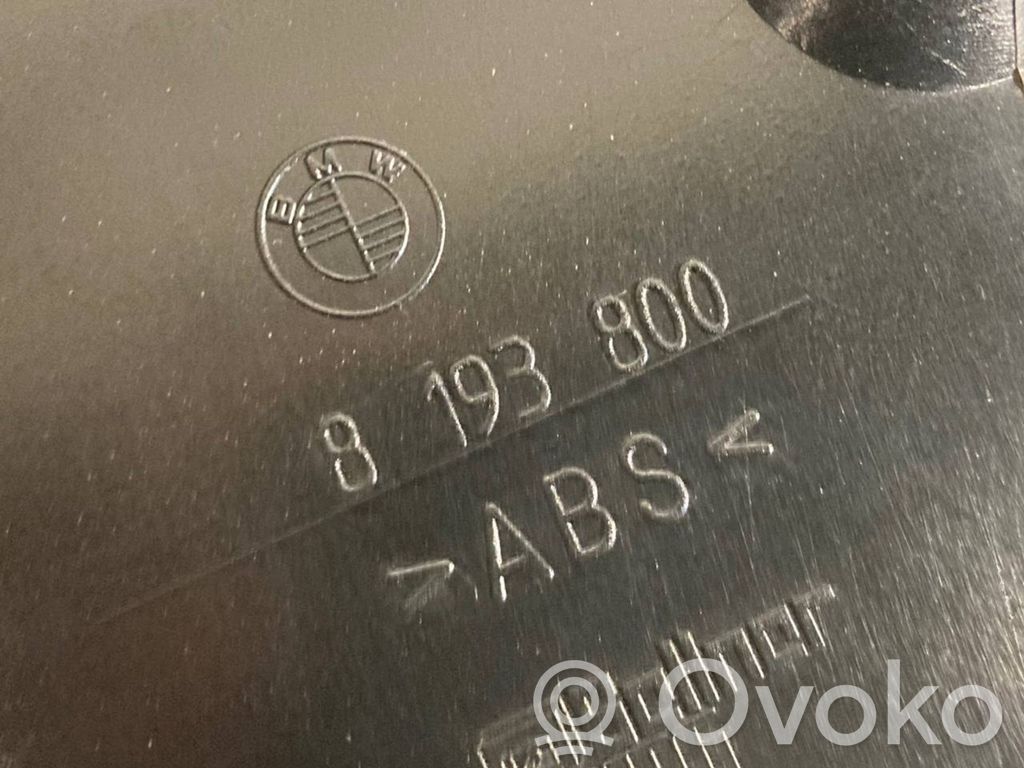 BMW
8 193 800
>ABS<
Ovoko